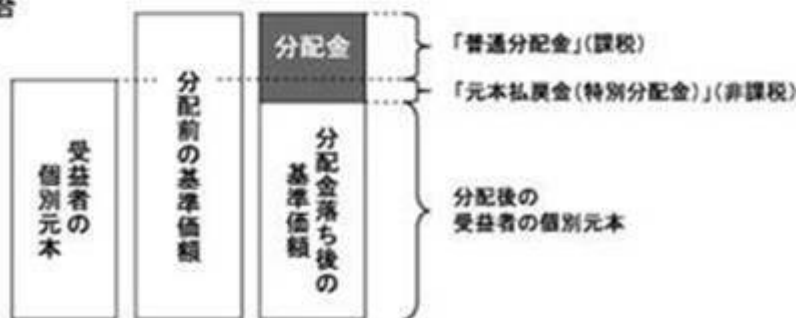 分配金
「普通分配金」(課税)
「元本払戻金(特別分配金)」(非課税)
受益者の
個別元本
分配前の基準価額
分配金落ち後の
基準価額
分配後の
受益者の個別元本